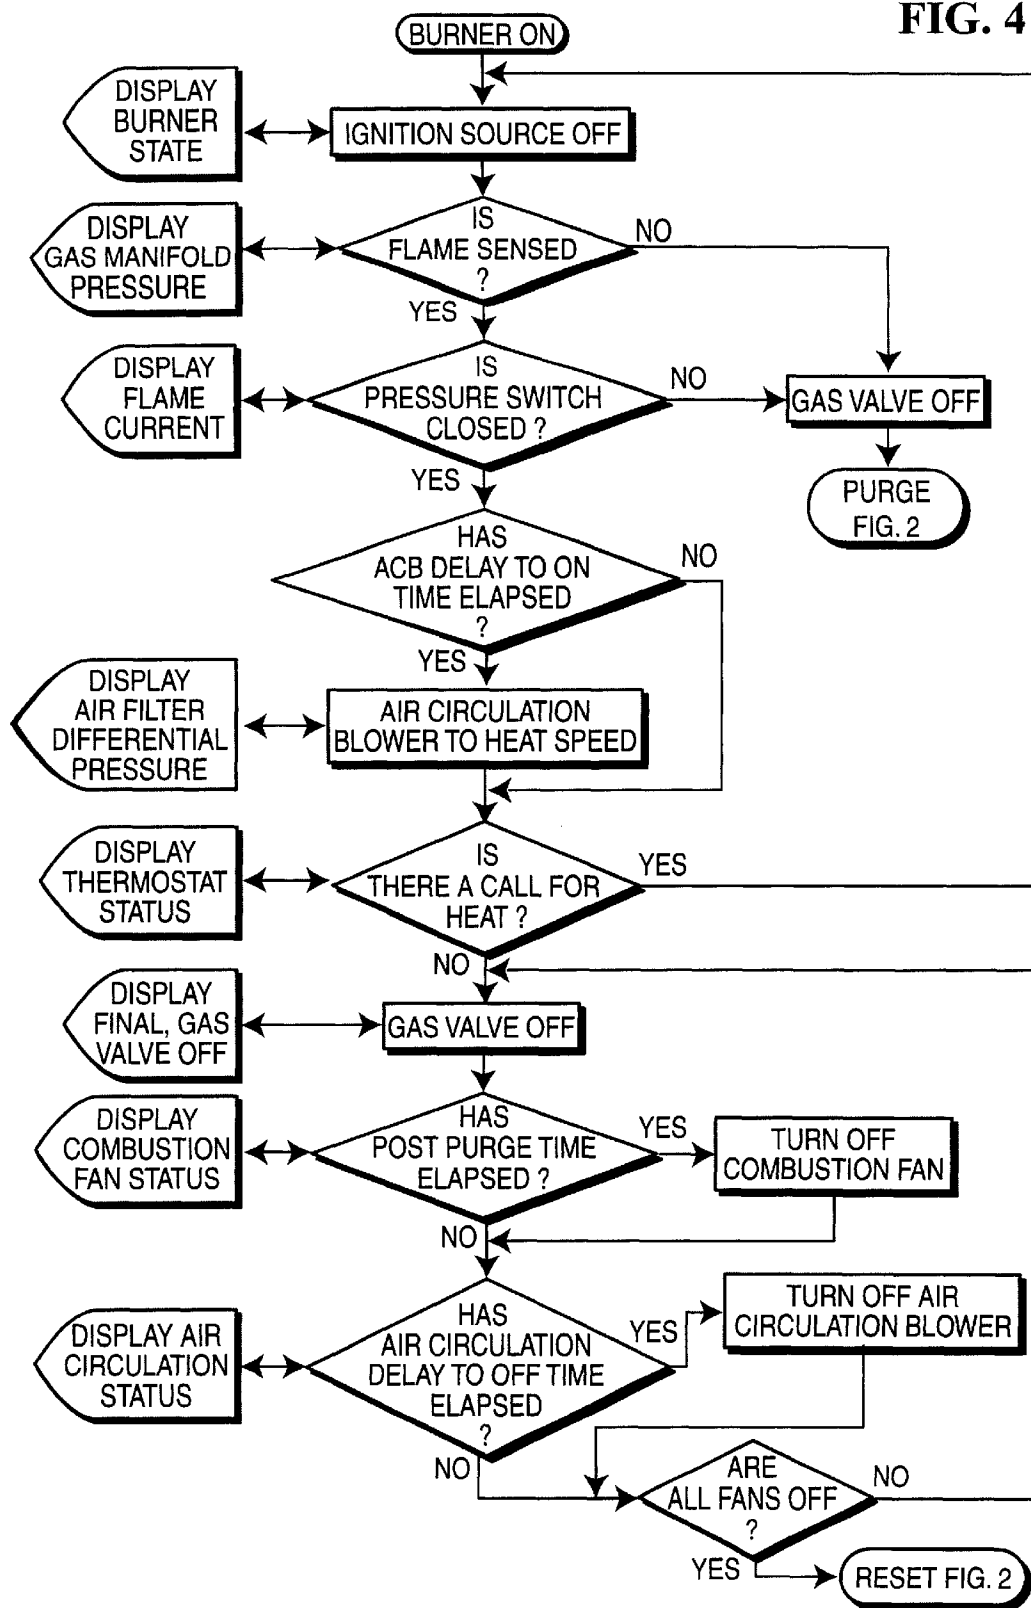 FIG. 4
BURNER ON
DISPLAY
BURNER
STATE
IGNITION SOURCE OFF
DISPLAY
GAS MANIFOLD
PRESSURE
IS
FLAME SENSED
?
NO
YES
DISPLAY
FLAME
CURRENT
IS
PRESSURE SWITCH
CLOSED ?
NO
GAS VALVE OFF
YES
PURGE
FIG. 2
HAS
ACB DELAY TO ON
TIME ELAPSED
?
NO
YES
DISPLAY
AIR FILTER
DIFFERENTIAL
PRESSURE
AIR CIRCULATION
BLOWER TO HEAT SPEED
DISPLAY
THERMOSTAT
STATUS
IS
THERE A CALL FOR
HEAT ?
YES
NO
DISPLAY
FINAL, GAS
VALVE OFF
GAS VALVE OFF
DISPLAY
COMBUSTION
FAN STATUS
HAS
POST PURGE TIME
ELAPSED ?
YES
TURN OFF
COMBUSTION FAN
NO
DISPLAY AIR
CIRCULATION
STATUS
HAS
AIR CIRCULATION
DELAY TO OFF TIME
ELAPSED
?
YES
TURN OFF AIR
CIRCULATION BLOWER
NO
ARE
ALL FANS OFF
?
NO
YES
RESET FIG. 2